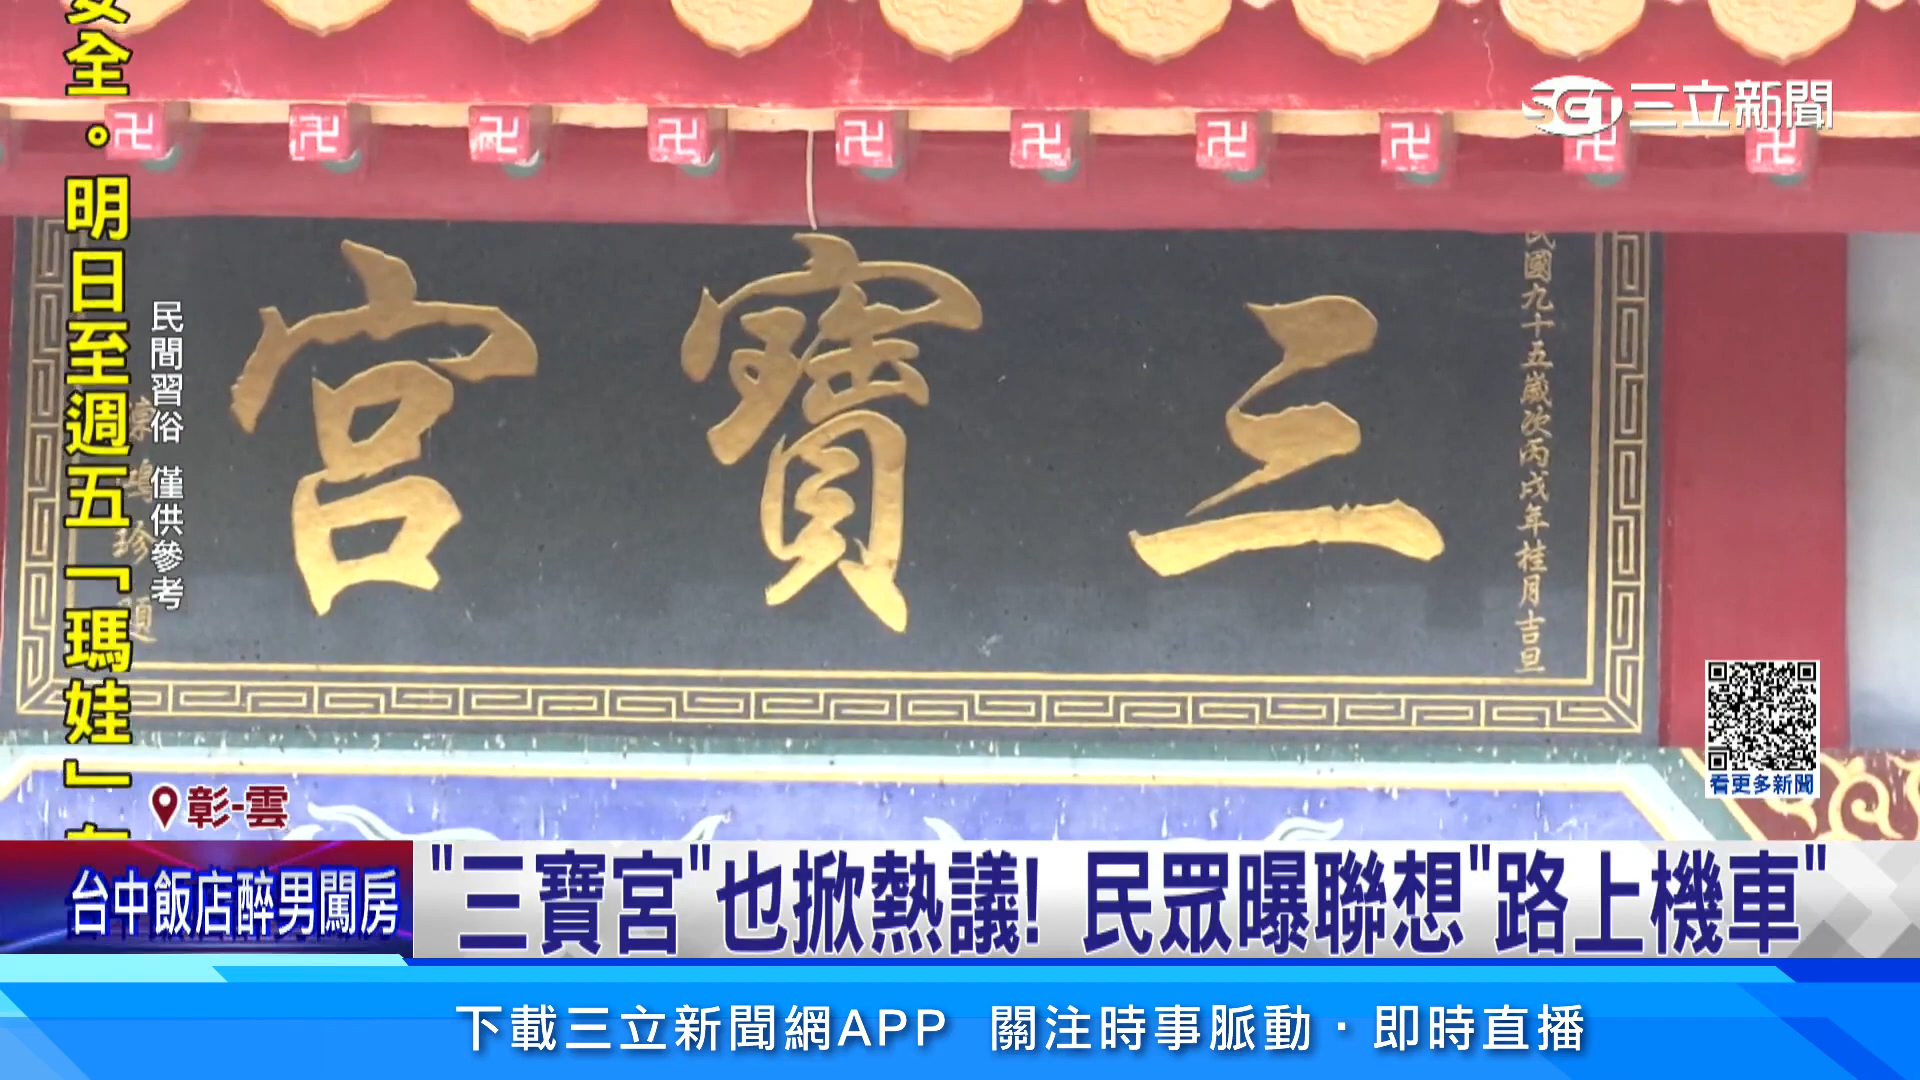 三立新聞
安全。明日至週五「瑪娃」
民間習俗 僅供參考
三寶宮
民國九十五歲次丙戌年桂月吉旦
看更多新聞
彰-雲
台中飯店醉男闖房
"三寶宮"也掀熱議! 民眾曝聯想"路上機車"
下載三立新聞網APP 關注時事脈動·即時直播